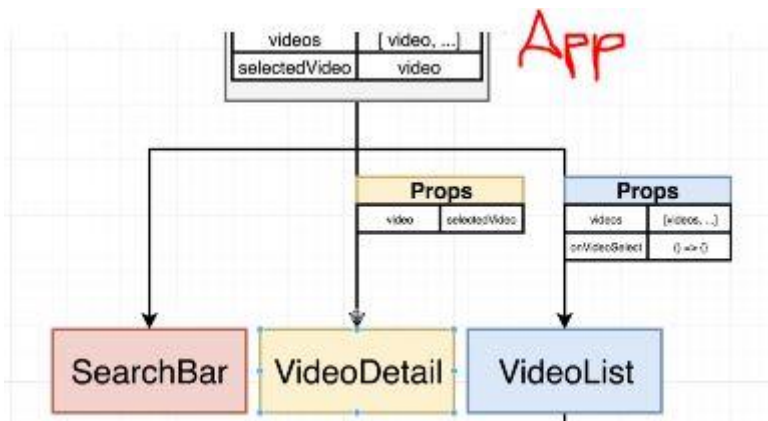 App
videos [ video, ...]
selectedVideo video
Props
video selectedVideo
Props
videos [videos, ...]
onVideoSelect () => {}
SearchBar
VideoDetail
VideoList